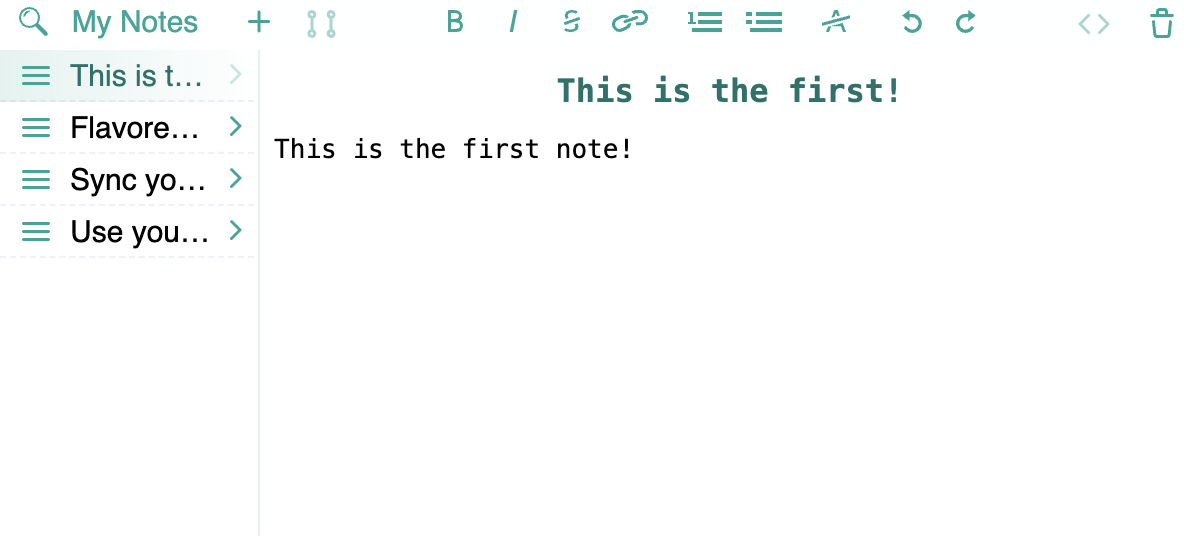 My Notes
This is t...
Flavore...
Sync yo...
Use you...
This is the first!
This is the first note!